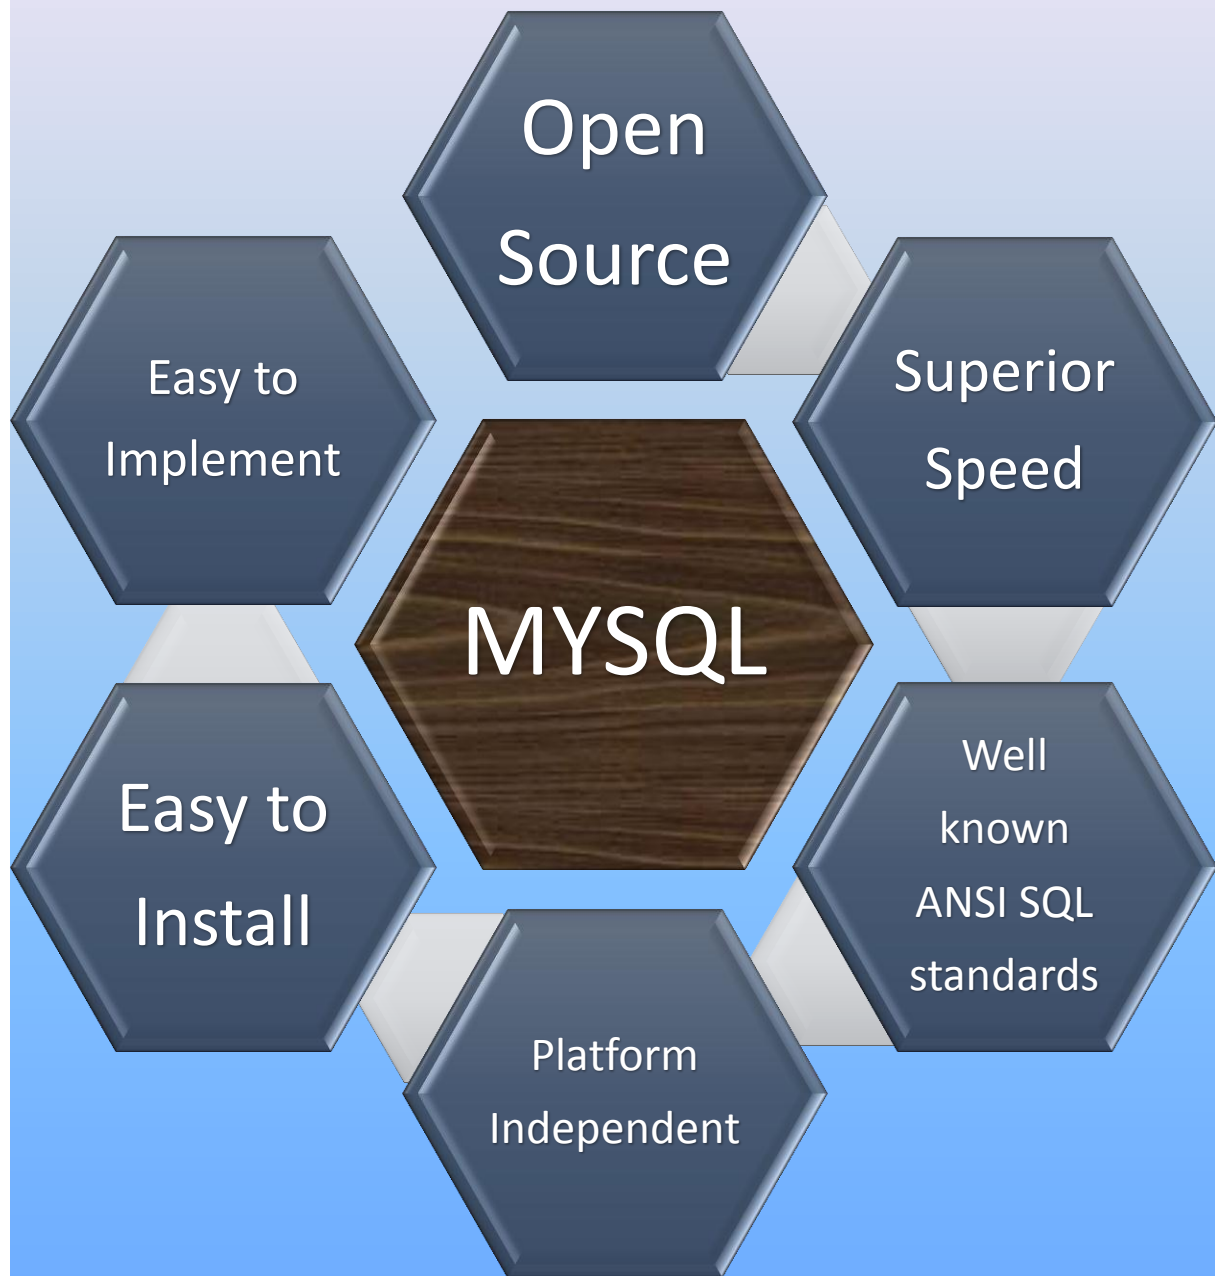 Open
Source
Superior
Speed
Well
known
ANSI SQL
standards
Platform
Independent
Easy to
Install
Easy to
Implement
MYSQL